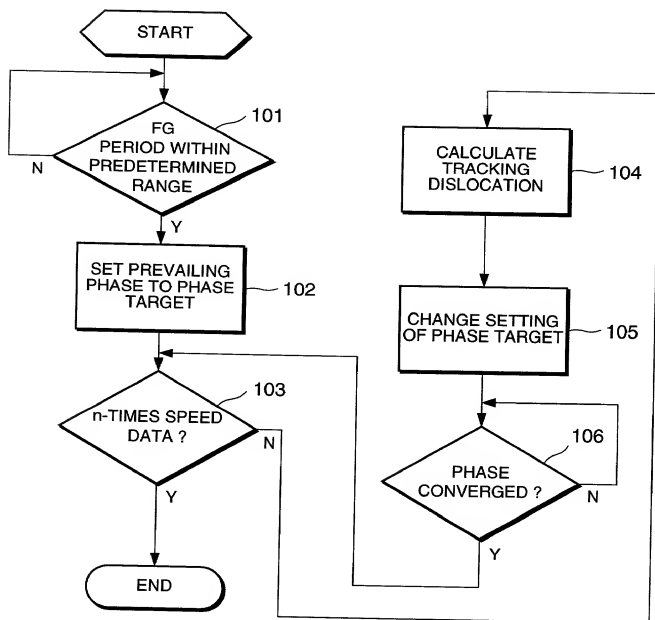 START
FG
PERIOD WITHIN
PREDETERMINED
RANGE
101
N
Y
SET PREVAILING
PHASE TO PHASE
TARGET
102
n-TIMES SPEED
DATA ?
103
N
Y
END
CALCULATE
TRACKING
DISLOCATION
104
CHANGE SETTING
OF PHASE TARGET
105
PHASE
CONVERGED ?
106
N
Y